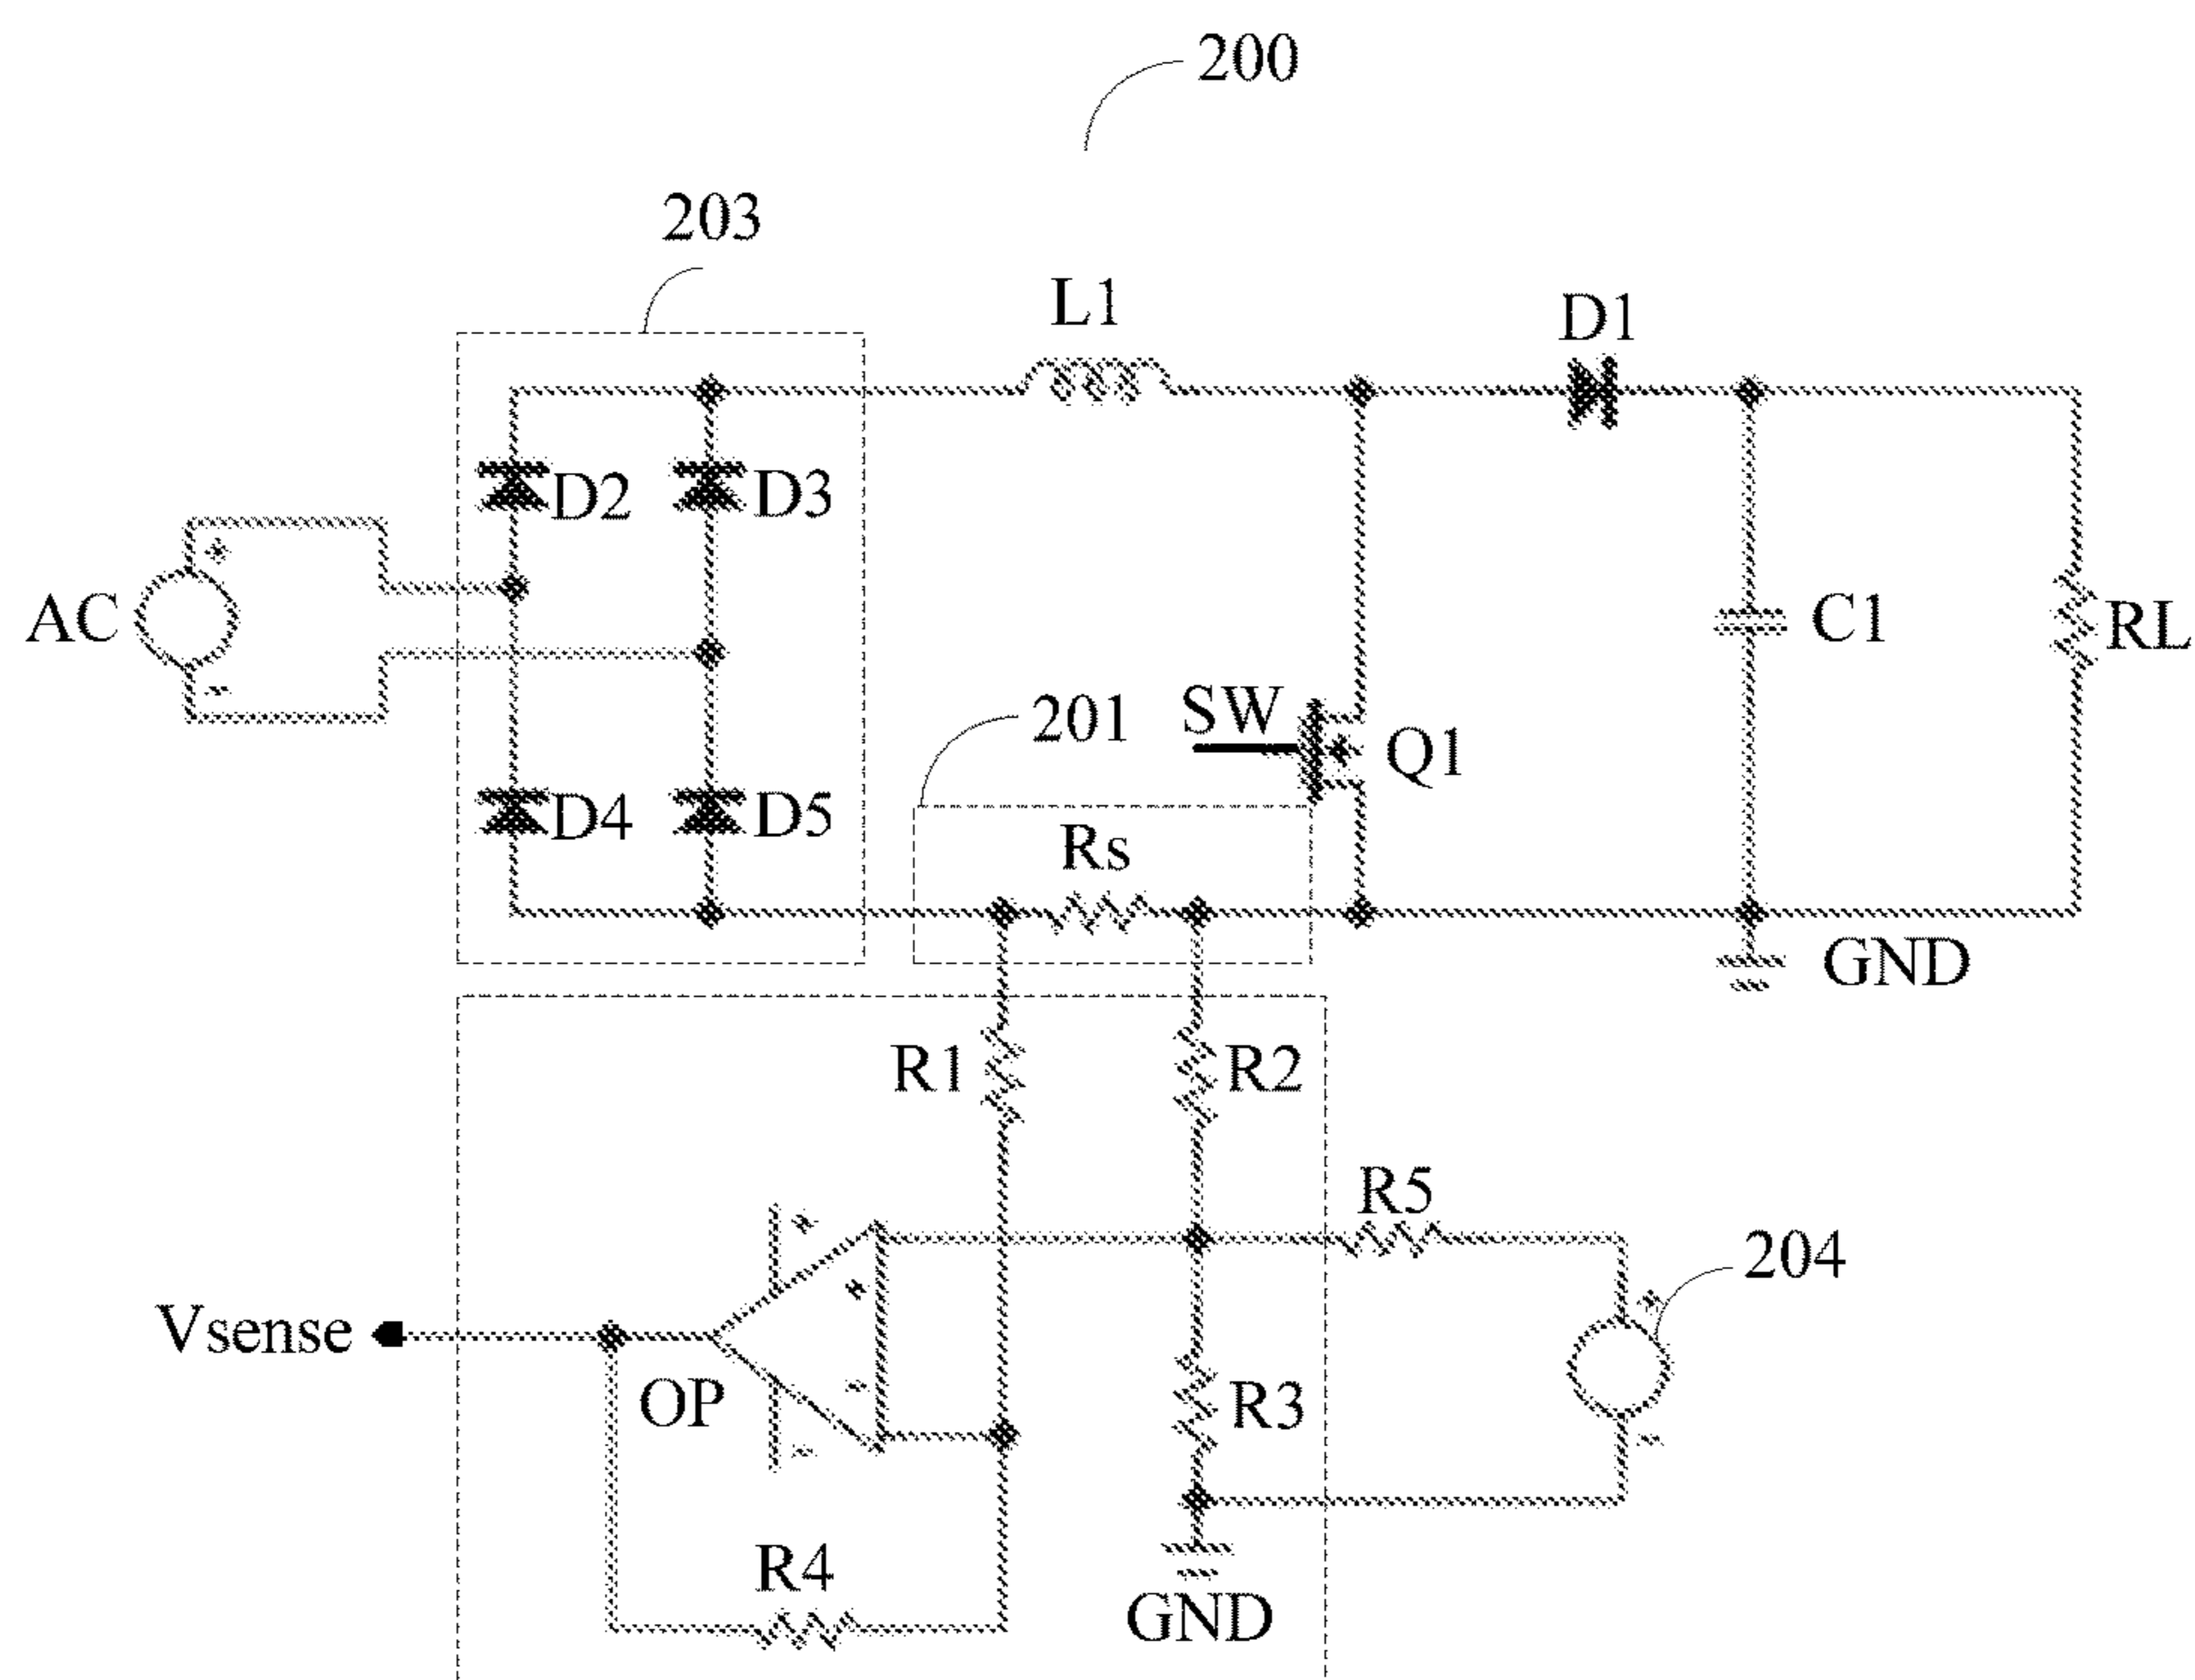 200
203
L1
D1
D2
D3
AC
C1
RL
201
SW
Q1
D4
D5
Rs
GND
R1
R2
R5
204
Vsense
OP
R3
R4
GND